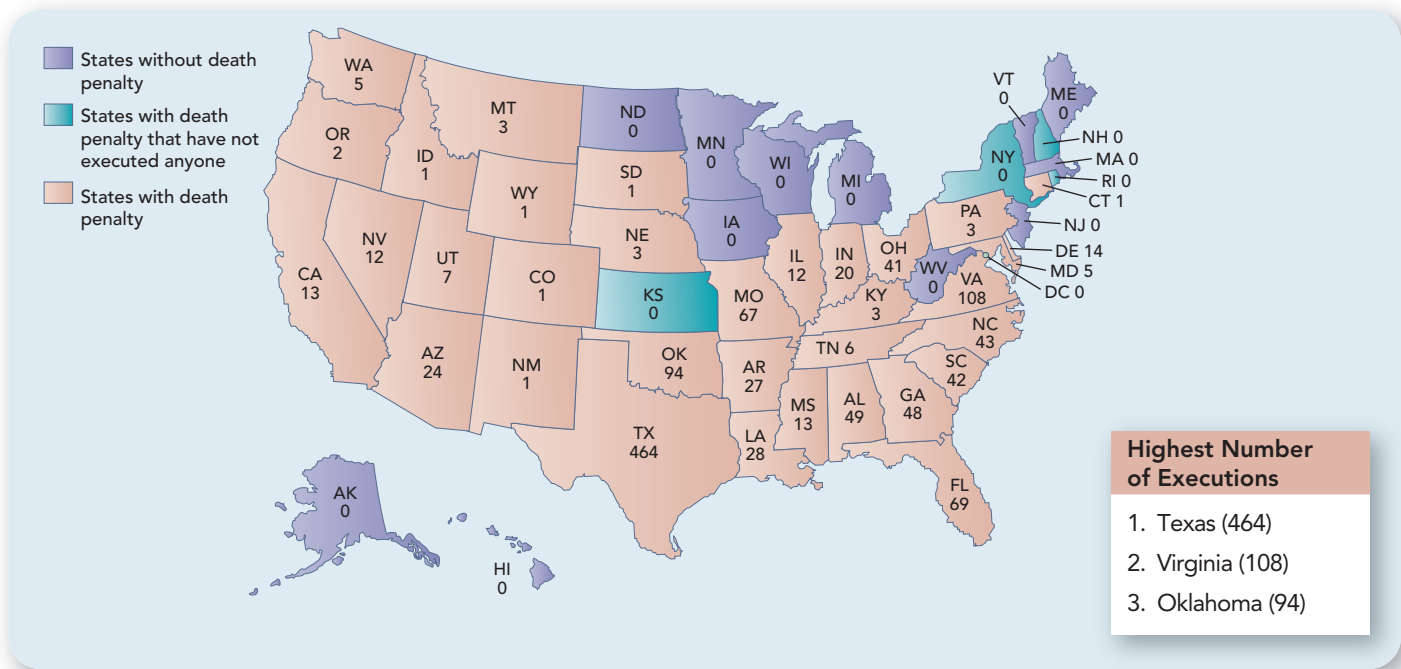 States without death
penalty
States with death
penalty that have not
executed anyone
States with death
penalty
WA
5
OR
2
CA
13
NV
12
ID
1
MT
3
WY
1
UT
7
AZ
24
CO
1
NM
1
ND
0
SD
1
NE
3
KS
0
OK
94
TX
464
MN
0
IA
0
MO
67
AR
27
LA
28
WI
0
IL
12
MI
0
IN
20
OH
41
KY
3
TN 6
MS
13
AL
49
GA
48
FL
69
SC
42
NC
43
VA
108
WV
0
PA
3
NY
0
VT
0
ME
0
NH 0
MA 0
RI 0
CT 1
NJ 0
DE 14
MD 5
DC 0
AK
0
HI
0
Highest Number
of Executions
1. Texas (464)
2. Virginia (108)
3. Oklahoma (94)